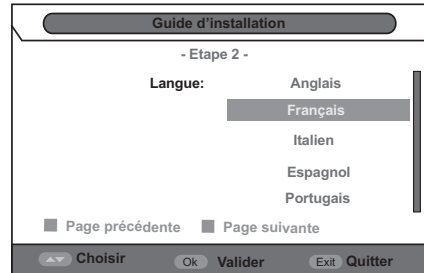 Guide d'installation
- Etape 2 -
Langue: Anglais
Français
Italien
Espagnol
Portugais
Page précédente Page suivante
Choisir Ok Valider Exit Quitter